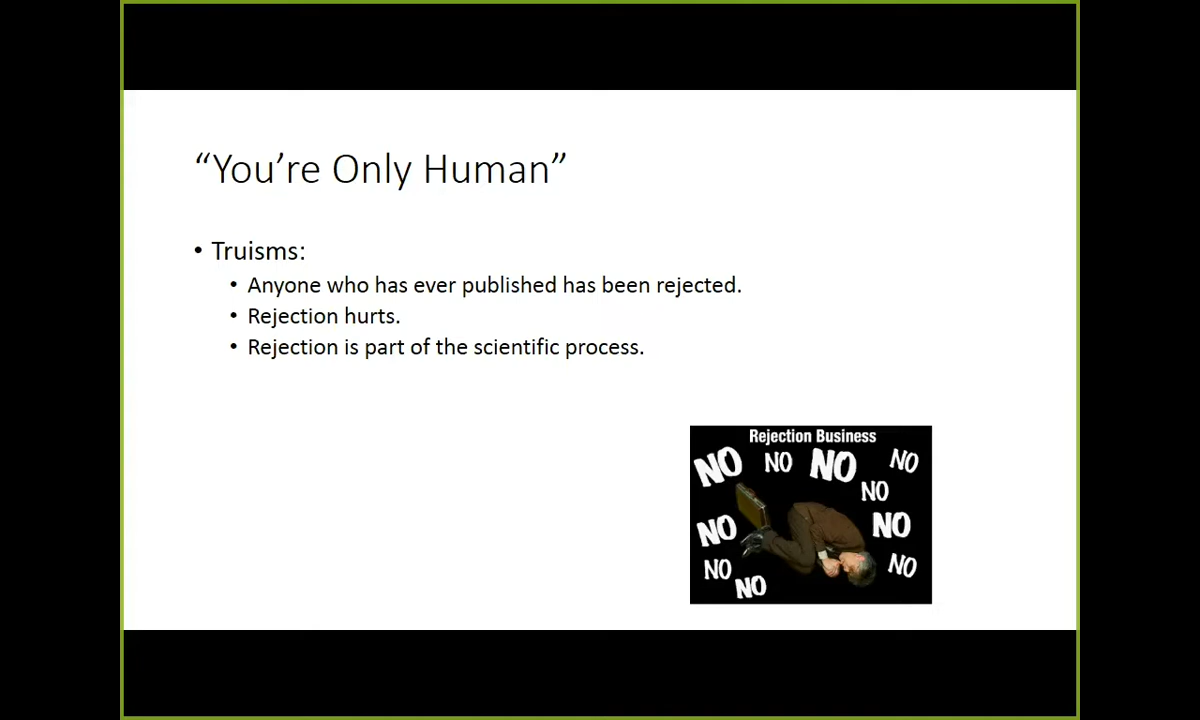 “You’re Only Human”
• Truisms:
• Anyone who has ever published has been rejected.
• Rejection hurts.
• Rejection is part of the scientific process.
Rejection Business
NO NO NO NO
NO
NO NO
NO NO
NO